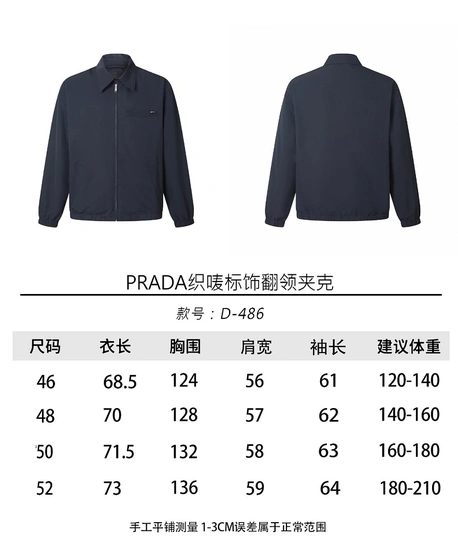 PRADA织唛标饰翻领夹克
款号：D-486
尺码 衣长 胸围 肩宽 袖长 建议体重
46 68.5 124 56 61 120-140
48 70 128 57 62 140-160
50 71.5 132 58 63 160-180
52 73 136 59 64 180-210
手工平铺测量 1-3CM误差属于正常范围